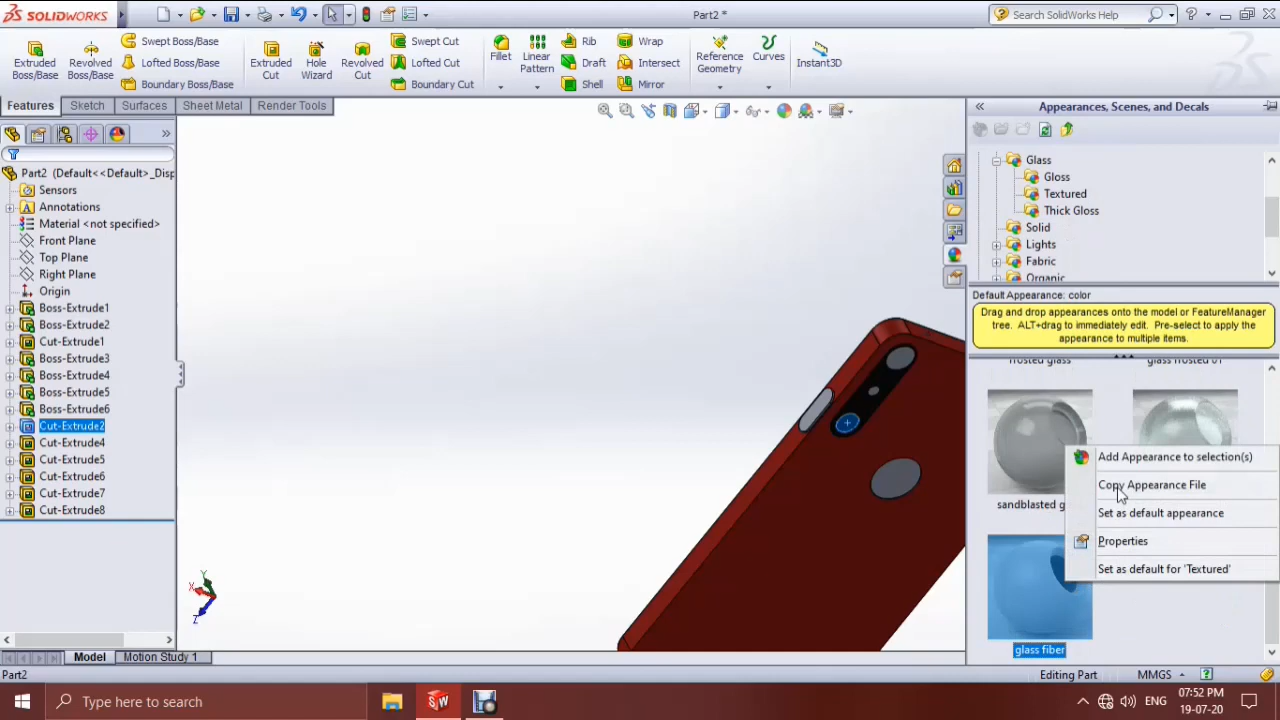 SOLIDWORKS
Part2 *
Search SolidWorks Help
Extruded Boss/Base
Revolved Boss/Base
Swept Boss/Base
Lofted Boss/Base
Boundary Boss/Base
Extruded Cut
Hole Wizard
Revolved Cut
Swept Cut
Lofted Cut
Boundary Cut
Fillet
Linear Pattern
Rib
Draft
Shell
Wrap
Intersect
Mirror
Reference Geometry
Curves
Instant3D
Features
Sketch
Surfaces
Sheet Metal
Render Tools
Appearances, Scenes, and Decals
Part2 (Default<<Default>_Disp
Sensors
Annotations
Material <not specified>
Front Plane
Top Plane
Right Plane
Origin
Boss-Extrude1
Boss-Extrude2
Cut-Extrude1
Boss-Extrude3
Boss-Extrude4
Boss-Extrude5
Boss-Extrude6
Cut-Extrude2
Cut-Extrude4
Cut-Extrude5
Cut-Extrude6
Cut-Extrude7
Cut-Extrude8
Glass
Gloss
Textured
Thick Gloss
Solid
Lights
Fabric
Organic
Default Appearance: color
Drag and drop appearances onto the model or FeatureManager
tree. ALT+drag to immediately edit. Pre-select to apply the
appearance to multiple items.
frosted glass
glass frosted 01
sandblasted g
Add Appearance to selection(s)
Copy Appearance File
Set as default appearance
Properties
Set as default for 'Textured'
glass fiber
Y
X
Z
Model
Motion Study 1
Part2
Editing Part
MMGS
Type here to search
ENG
07:52 PM
19-07-20